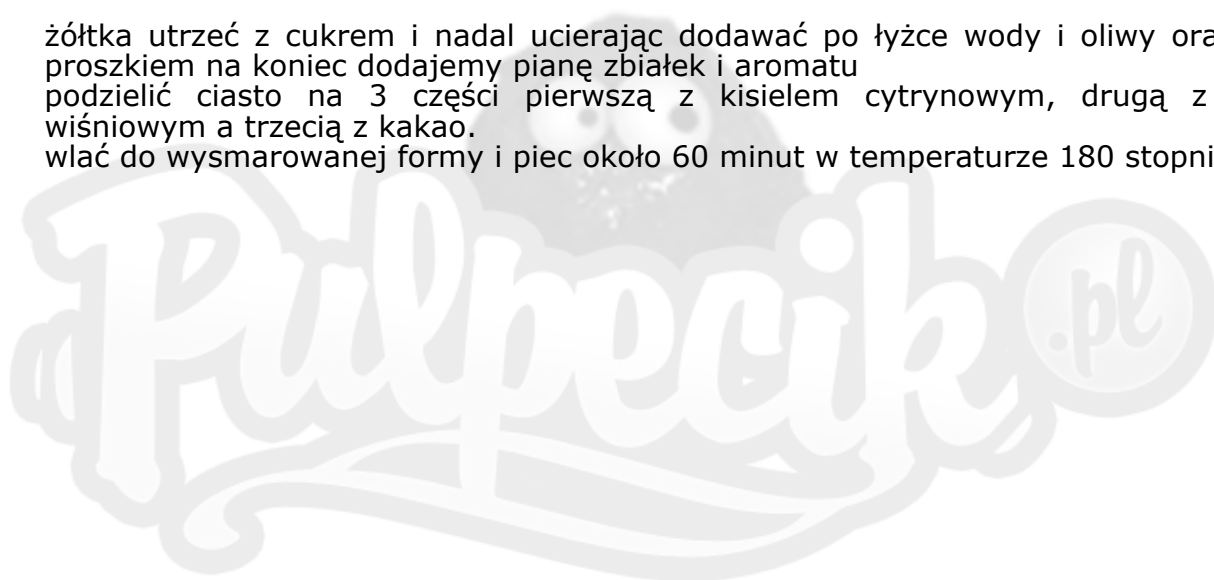 żółtka utrzeć z cukrem i nadal ucierając dodawać po łyżce wody i oliwy
proszkiem na koniec dodajemy pianę zbiałek i aromatu
podzielić ciasto na 3 części pierwszą z kisielem cytrynowym, drugą z
wiśniowym a trzecią z kakao.
wlać do wysmarowanej formy i piec około 60 minut w temperaturze 180 stopni
Pulpecik.pl